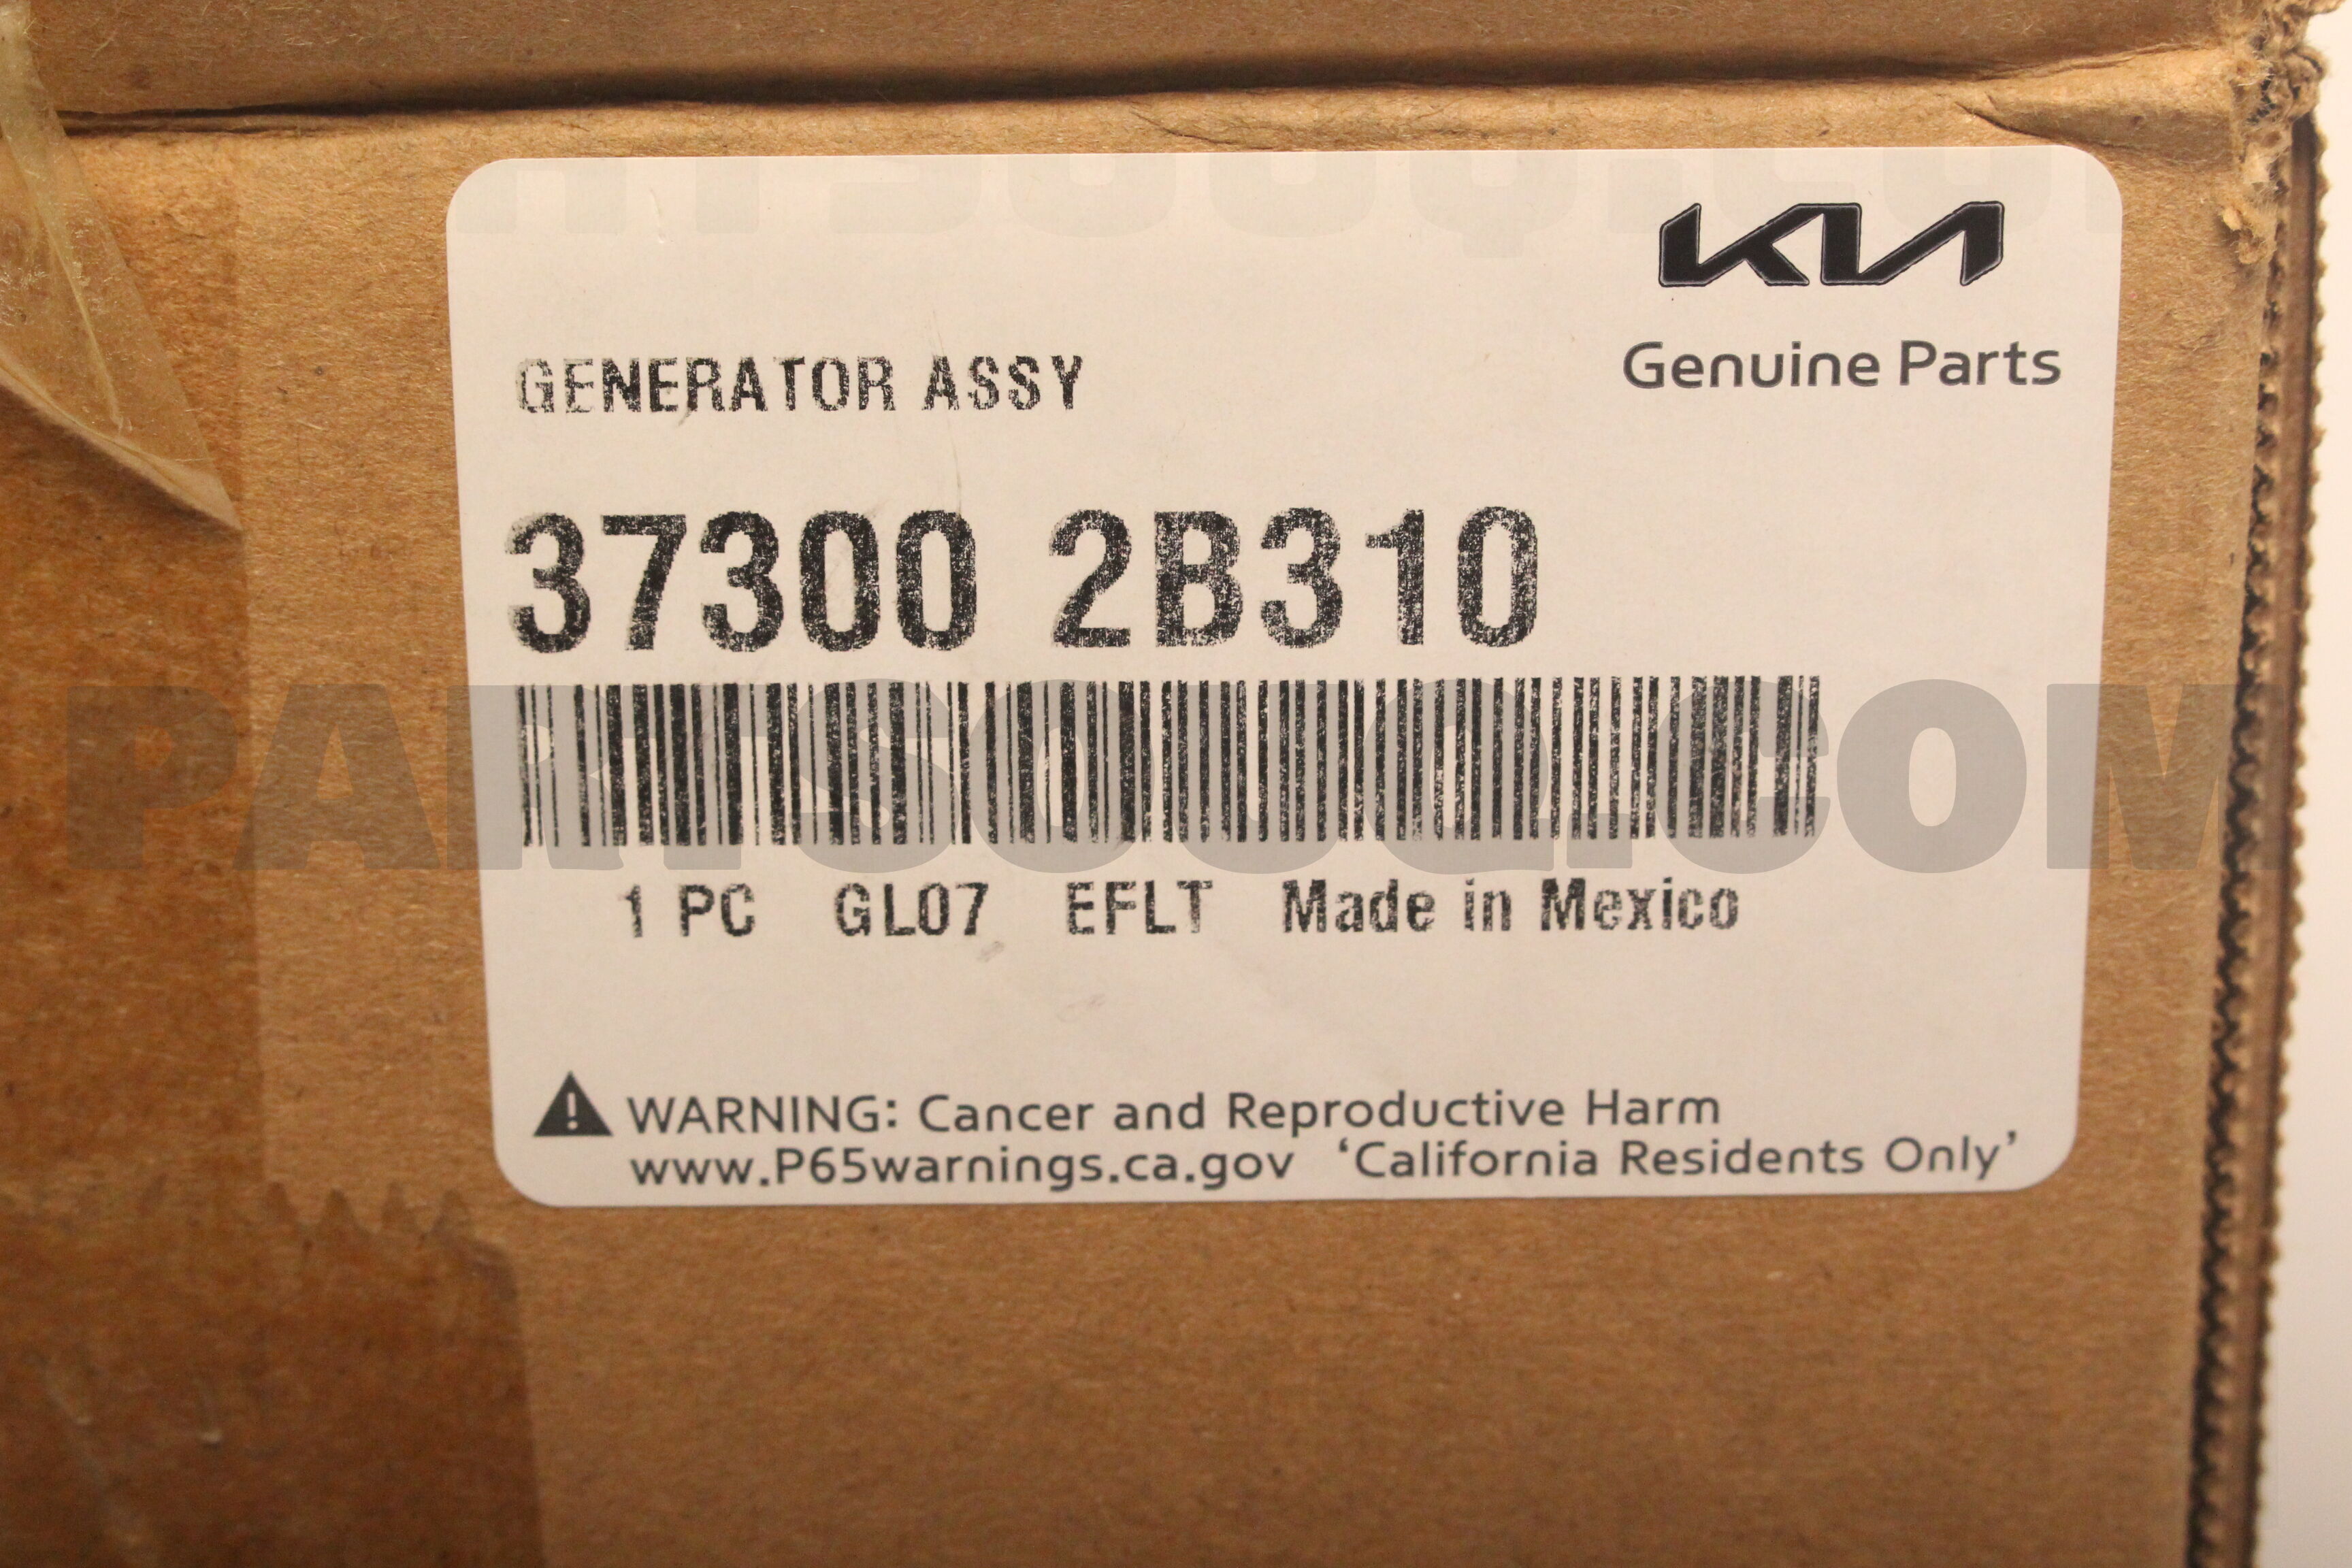 KIA
Genuine Parts
GENERATOR ASSY
37300 2B310
PARTSOUQ.COM
1 PC GL07 EFLT Made in Mexico
WARNING: Cancer and Reproductive Harm
www.P65warnings.ca.gov ‘California Residents Only’